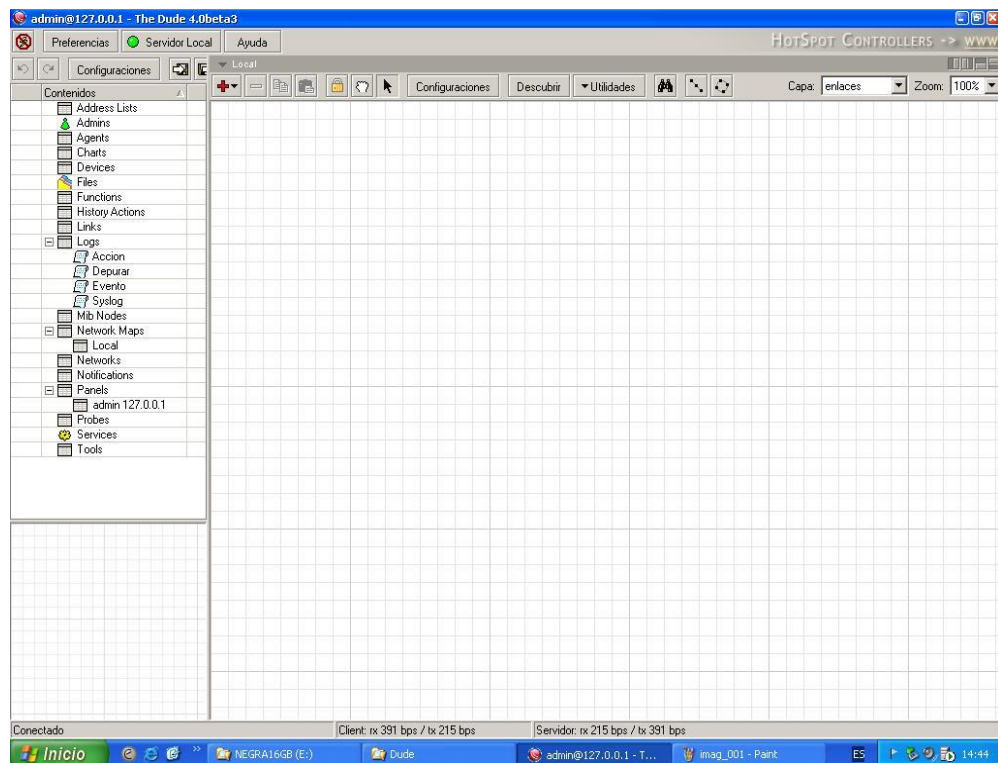 admin@127.0.0.1 - The Dude 4.0beta3
Preferencias Servidor Local Ayuda HotSpot Controllers -> www
Configuraciones
Local
Configuraciones Descubrir Utilidades Capa: enlaces Zoom: 100%
Contenidos
Address Lists
Admins
Agents
Charts
Devices
Files
Functions
History Actions
Links
Logs
Accion
Depurar
Evento
Syslog
Mib Nodes
Network Maps
Local
Networks
Notifications
Panels
admin 127.0.0.1
Probes
Services
Tools
Conectado Client: rx 391 bps / tx 215 bps Servidor: rx 215 bps / tx 391 bps
Inicio NEGRA16GB (E:) Dude admin@127.0.0.1 - T... imag_001 - Paint ES 14:44